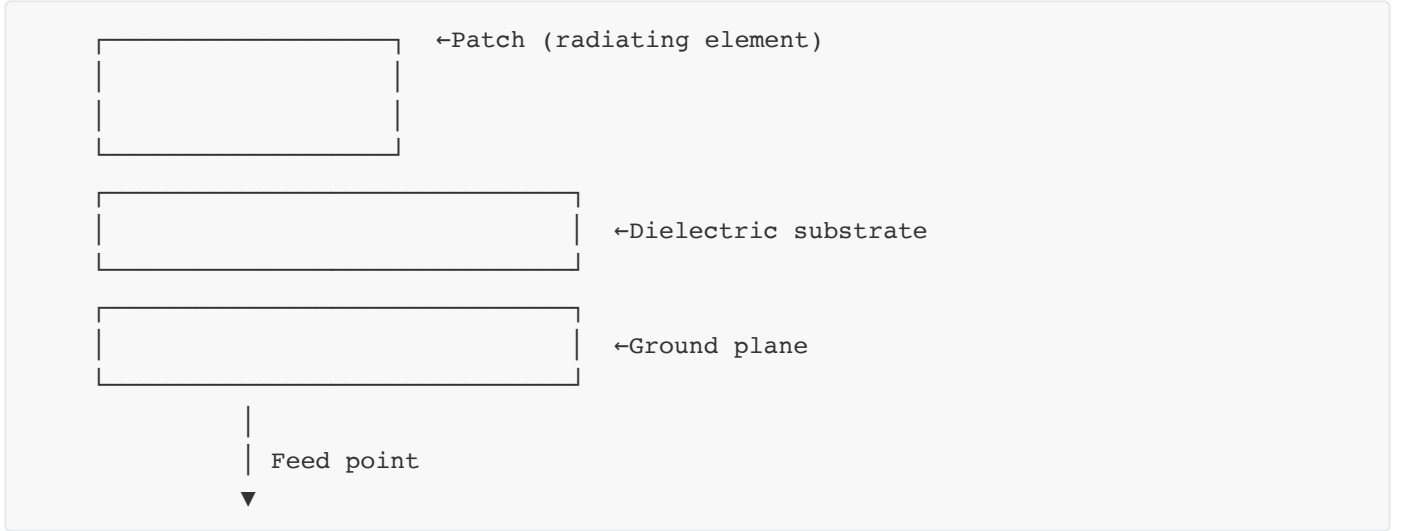 ←Patch (radiating element)
←Dielectric substrate
←Ground plane
Feed point